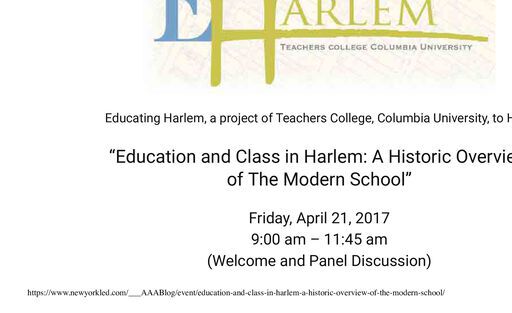 EHARLEM
TEACHERS COLLEGE COLUMBIA UNIVERSITY
Educating Harlem, a project of Teachers College, Columbia University, to H
“Education and Class in Harlem: A Historic Overvie
of The Modern School”
Friday, April 21, 2017
9:00 am – 11:45 am
(Welcome and Panel Discussion)
https://www.newyorkled.com/___AAABlog/event/education-and-class-in-harlem-a-historic-overview-of-the-modern-school/